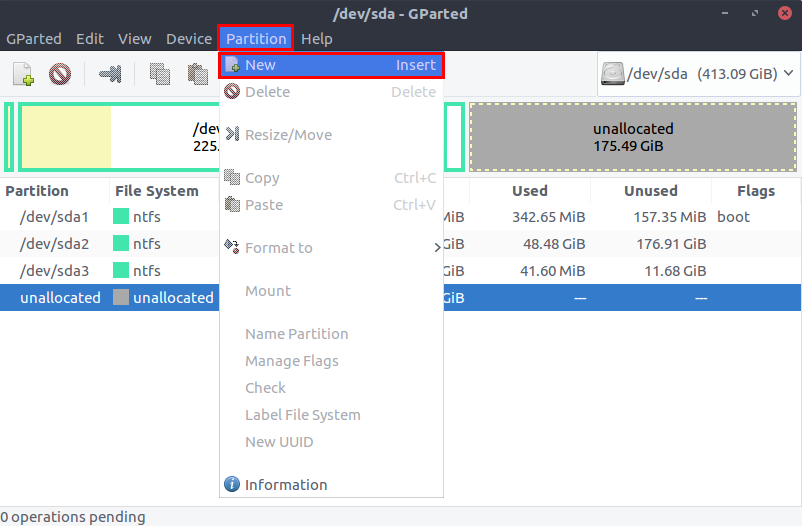 /dev/sda - GParted
GParted Edit View Device Partition Help
New Insert
/dev/sda (413.09 GiB)
Delete Delete
Resize/Move
Copy Ctrl+C
Paste Ctrl+V
Format to
Mount
Name Partition
Manage Flags
Check
Label File System
New UUID
Information
/dev
225.
unallocated
175.49 GiB
Partition File System Used Unused Flags
/dev/sda1 ntfs MiB 342.65 MiB 157.35 MiB boot
/dev/sda2 ntfs GiB 48.48 GiB 176.91 GiB
/dev/sda3 ntfs GiB 41.60 MiB 11.68 GiB
unallocated unallocated GiB --- ---
0 operations pending